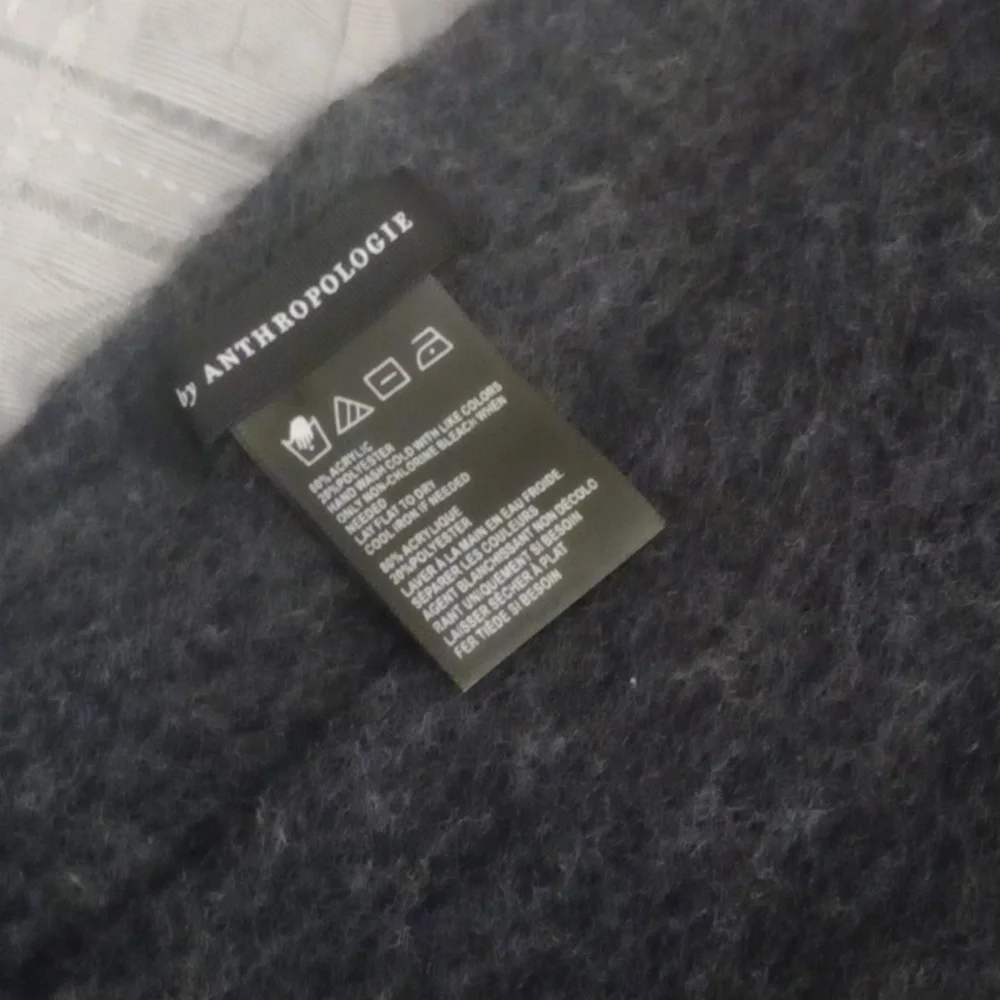 by ANTHROPOLOGIE
80% ACRYLIC
20%POLYESTER
HAND WASH COLD WITH LIKE COLORS
ONLY NON-CHLORINE BLEACH WHEN
NEEDED
LAY FLAT TO DRY
COOL IRON IF NEEDED
80% ACRYLIQUE
20%POLYESTER
LAVER À LA MAIN EN EAU FROIDE.
SÉPARER LES COULEURS
AGENT BLANCHISSANT NON DÉCOLO
RANT UNIQUEMENT SI BESOIN
LAISSER SÉCHER À PLAT
FER TIÈDE SI BESOIN